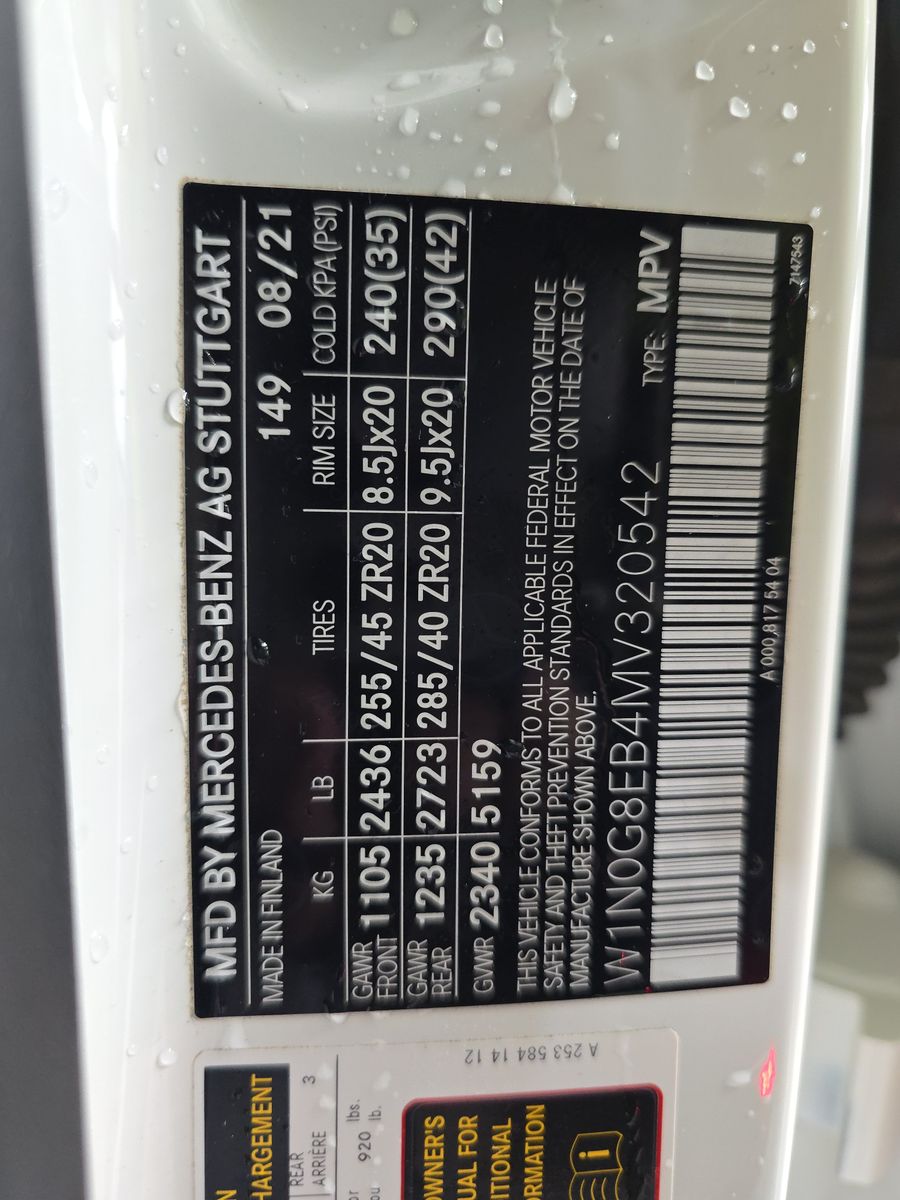 MFD BY MERCEDES-BENZ AG STUTTGART
MADE IN FINLAND 149 08/21
KG LB TIRES RIM SIZE COLD KPA(PSI)
GAWR FRONT 1105 2436 255/45 ZR20 8.5Jx20 240(35)
GAWR REAR 1235 2723 285/40 ZR20 9.5Jx20 290(42)
GVWR 2340 5159
THIS VEHICLE CONFORMS TO ALL APPLICABLE FEDERAL MOTOR VEHICLE
SAFETY AND THEFT PREVENTION STANDARDS IN EFFECT ON THE DATE OF
MANUFACTURE SHOWN ABOVE.
W1N0G8EB4MV320542 TYPE: MPV
A 000 817 54 04 Z147543
A 253 584 14 12
HARGEMENT
REAR
ARRIÈRE 3
920 lbs.
lb.
OWNER'S
UAL FOR
ITIONAL
ORMATION